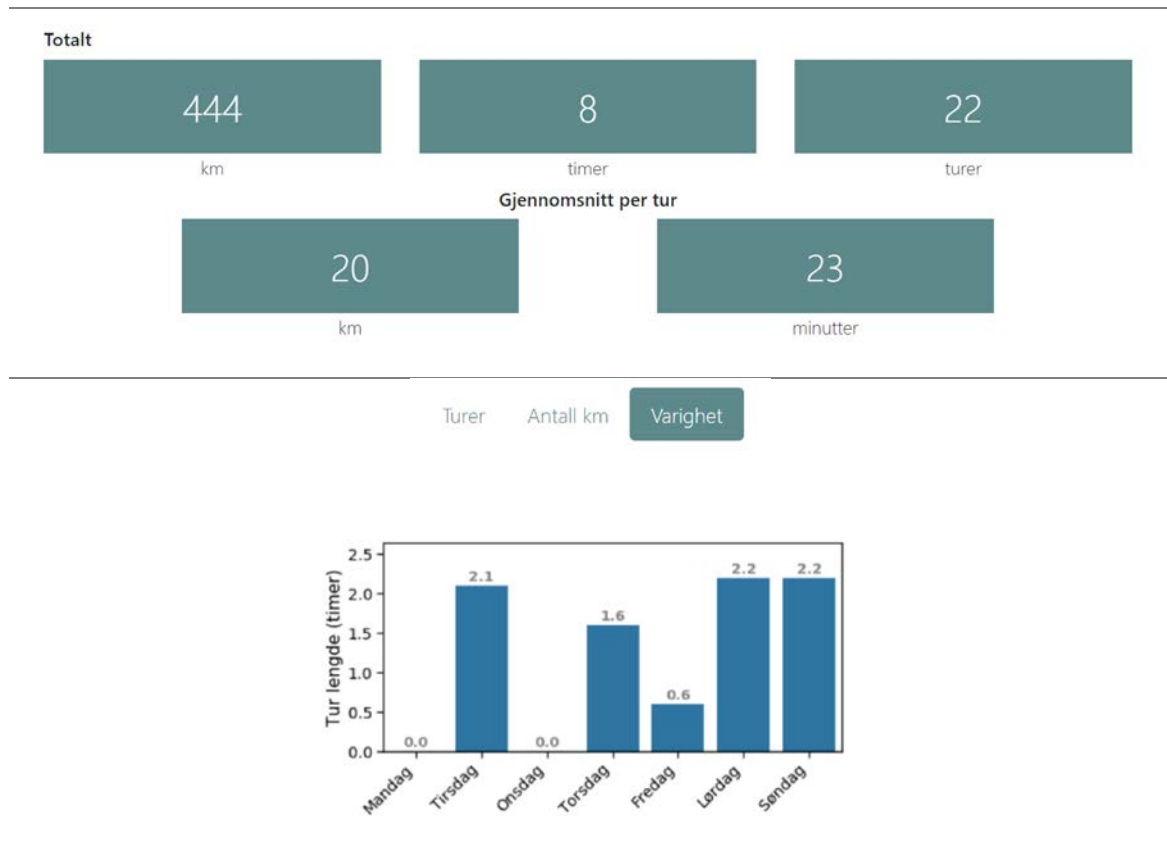 Totalt
444 8 22
km timer turer
Gjennomsnitt per tur
20 23
km minutter
Turer Antall km Varighet
Tur lengde (timer)
2.5
2.0
1.5
1.0
0.5
0.0
0.0 2.1 0.0 1.6 0.6 2.2 2.2
Mandag Tirsdag Onsdag Torsdag Fredag Lørdag Søndag